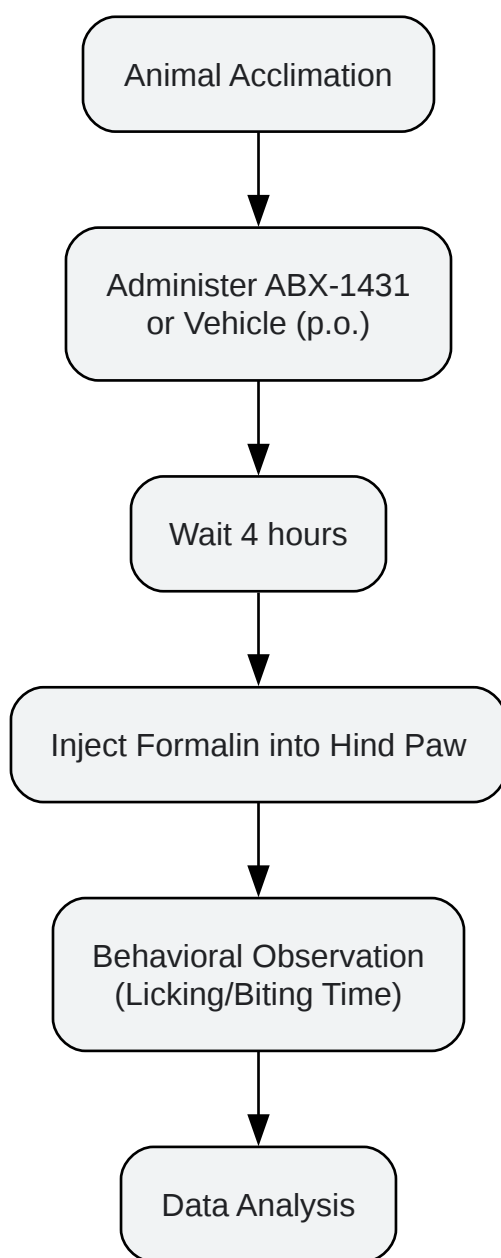 Animal Acclimation
Administer ABX-1431
or Vehicle (p.o.)
Wait 4 hours
Inject Formalin into Hind Paw
Behavioral Observation
(Licking/Biting Time)
Data Analysis